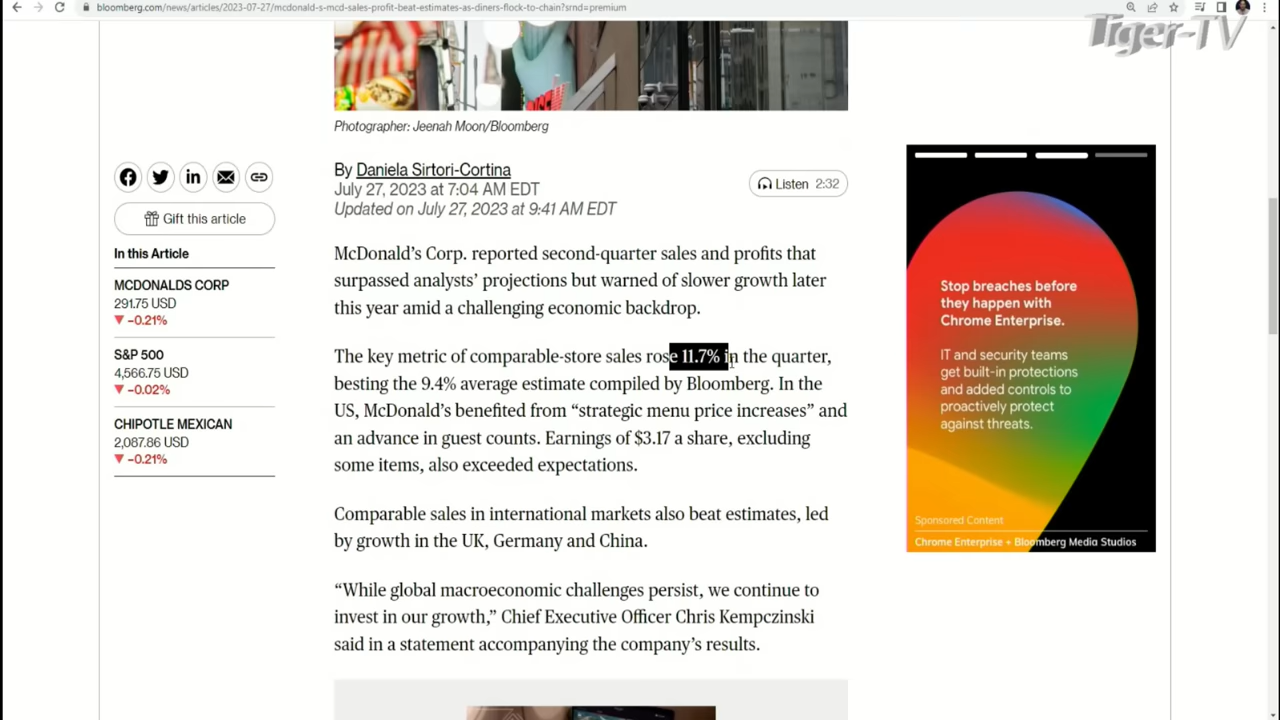 bloomberg.com/news/articles/2023-07-27/mcdonald-s-mcd-sales-profit-beat-estimates-as-diners-flock-to-chain?srnd=premium
Tiger-TV
Photographer: Jeenah Moon/Bloomberg
By Daniela Sirtori-Cortina
July 27, 2023 at 7:04 AM EDT
Updated on July 27, 2023 at 9:41 AM EDT
Listen 2:32
Gift this article
In this Article
MCDONALDS CORP
291.75 USD
▼ -0.21%
S&P 500
4,566.75 USD
▼ -0.02%
CHIPOTLE MEXICAN
2,087.86 USD
▼ -0.21%
McDonald's Corp. reported second-quarter sales and profits that
surpassed analysts' projections but warned of slower growth later
this year amid a challenging economic backdrop.
The key metric of comparable-store sales rose 11.7% in the quarter,
besting the 9.4% average estimate compiled by Bloomberg. In the
US, McDonald's benefited from “strategic menu price increases” and
an advance in guest counts. Earnings of $3.17 a share, excluding
some items, also exceeded expectations.
Comparable sales in international markets also beat estimates, led
by growth in the UK, Germany and China.
“While global macroeconomic challenges persist, we continue to
invest in our growth,” Chief Executive Officer Chris Kempczinski
said in a statement accompanying the company's results.
Stop breaches before
they happen with
Chrome Enterprise.
IT and security teams
get built-in protections
and added controls to
proactively protect
against threats.
Sponsored Content
Chrome Enterprise + Bloomberg Media Studios